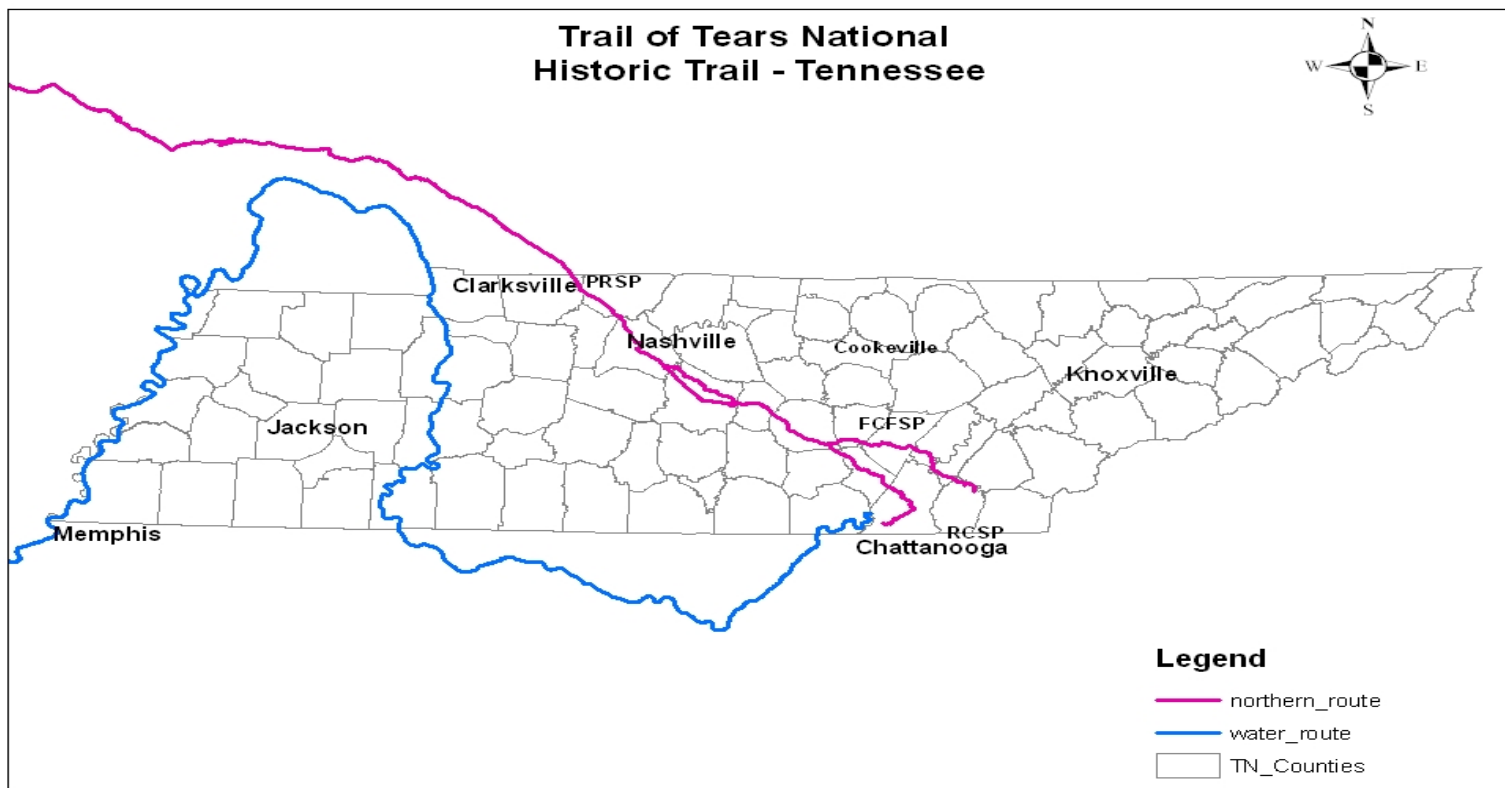 Trail of Tears National
Historic Trail - Tennessee
N
W E
S
Clarksville PRSP
Nashville
Cookeville
Knoxville
Jackson
FCFSP
Memphis
RCSP
Chattanooga
Legend
northern_route
water_route
TN_Counties